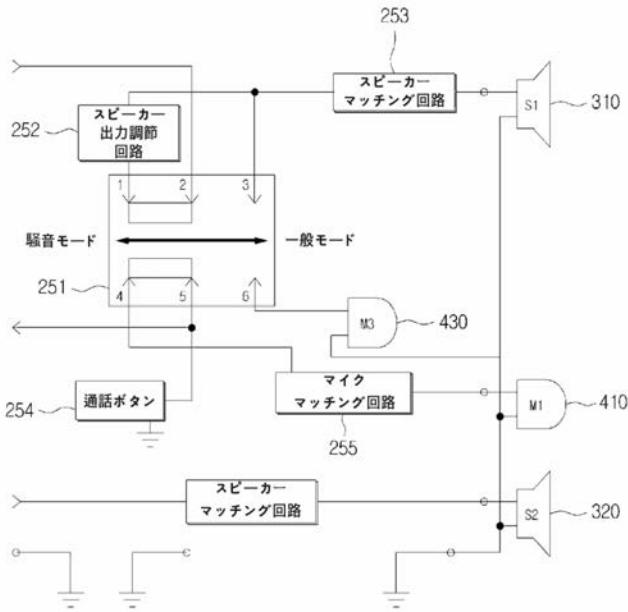 253
スピーカー
マッチング回路
S1
310
252
スピーカー
出力調節
回路
1
2
3
騒音モード
一般モード
251
4
5
6
M3
430
254
通話ボタン
マイク
マッチング回路
255
M1
410
スピーカー
マッチング回路
S2
320